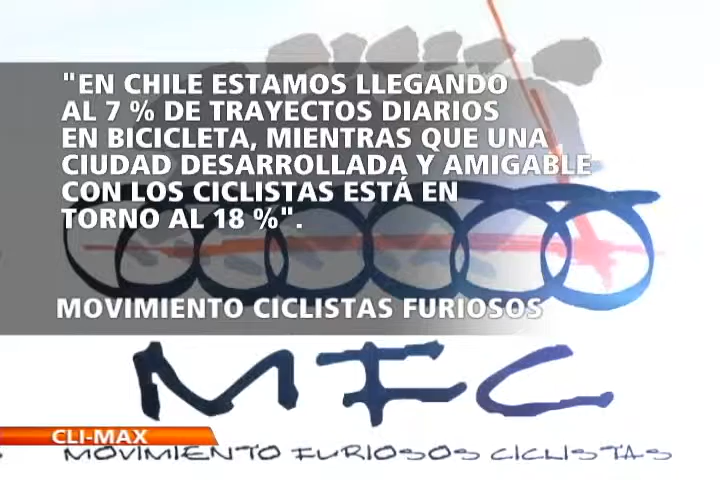 "EN CHILE ESTAMOS LLEGANDO
AL 7 % DE TRAYECTOS DIARIOS
EN BICICLETA, MIENTRAS QUE UNA
CIUDAD DESARROLLADA Y AMIGABLE
CON LOS CICLISTAS ESTÁ EN
TORNO AL 18 %".
MOVIMIENTO CICLISTAS FURIOSOS
MFC
CLI-MAX
MOVIMIENTO FURIOSOS CICLISTAS